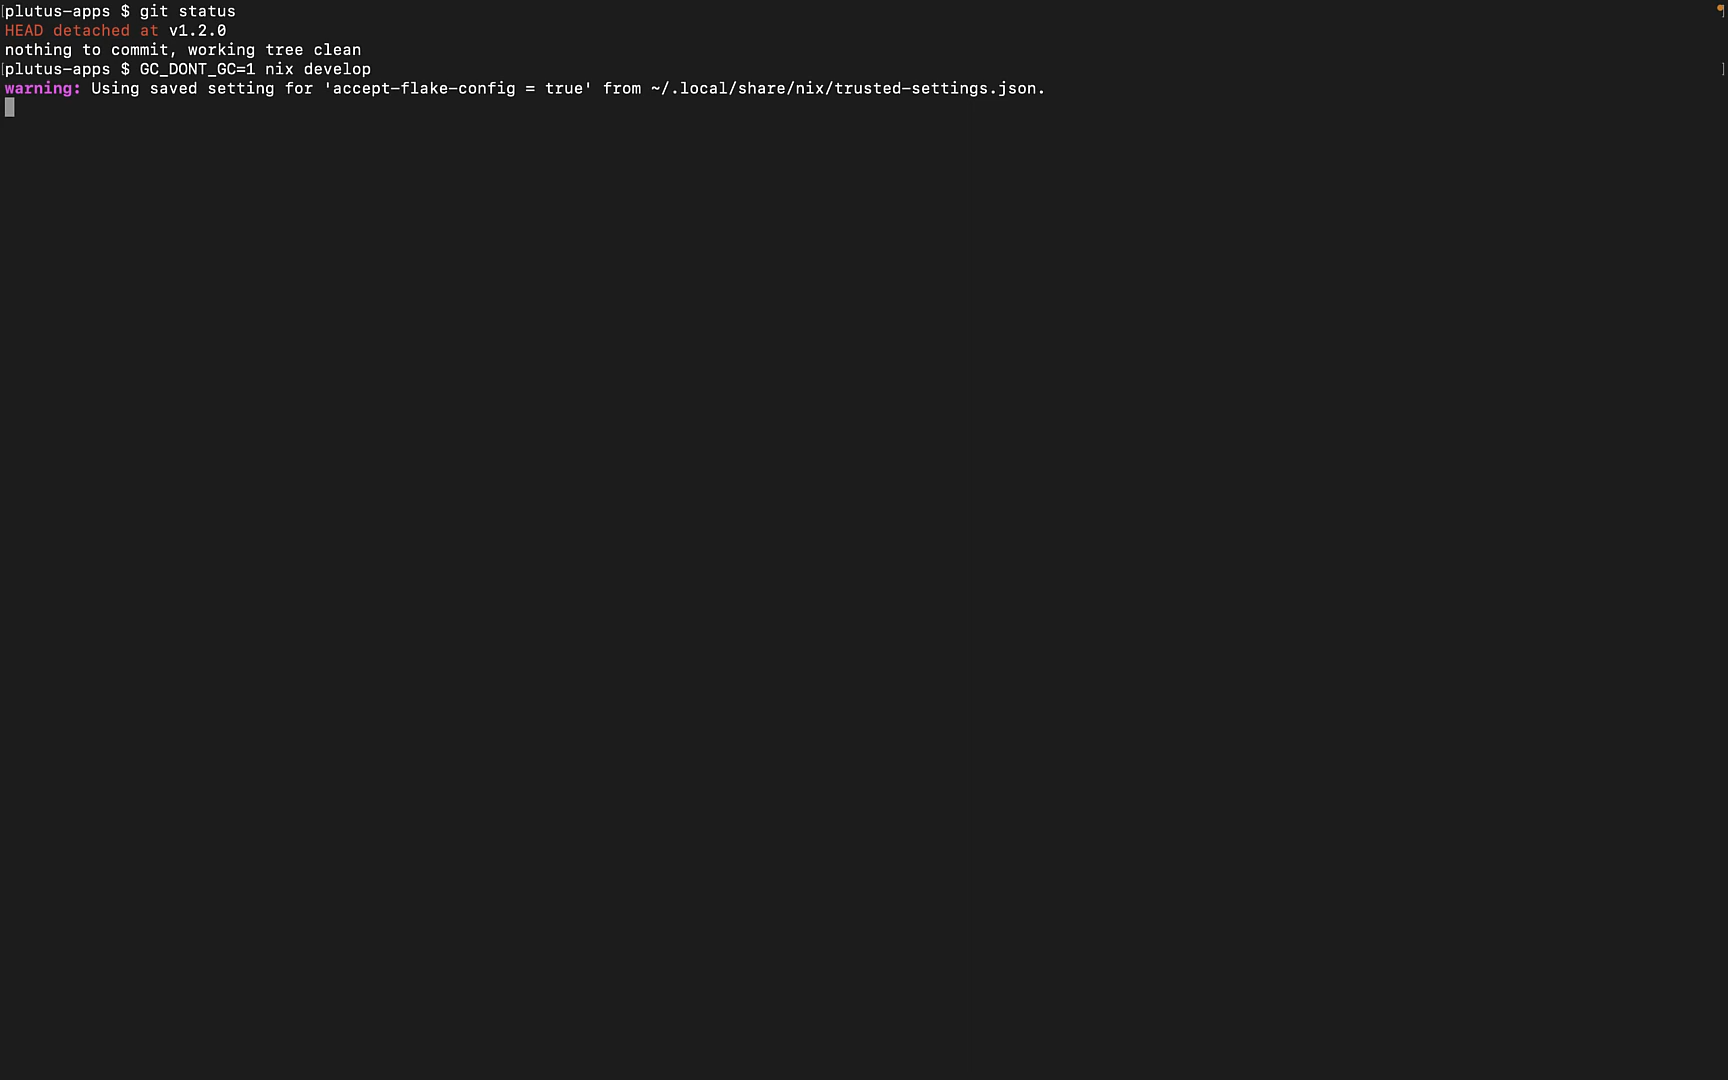 plutus-apps $ git status
HEAD detached at v1.2.0
nothing to commit, working tree clean
plutus-apps $ GC_DONT_GC=1 nix develop
warning: Using saved setting for 'accept-flake-config = true' from ~/.local/share/nix/trusted-settings.json.